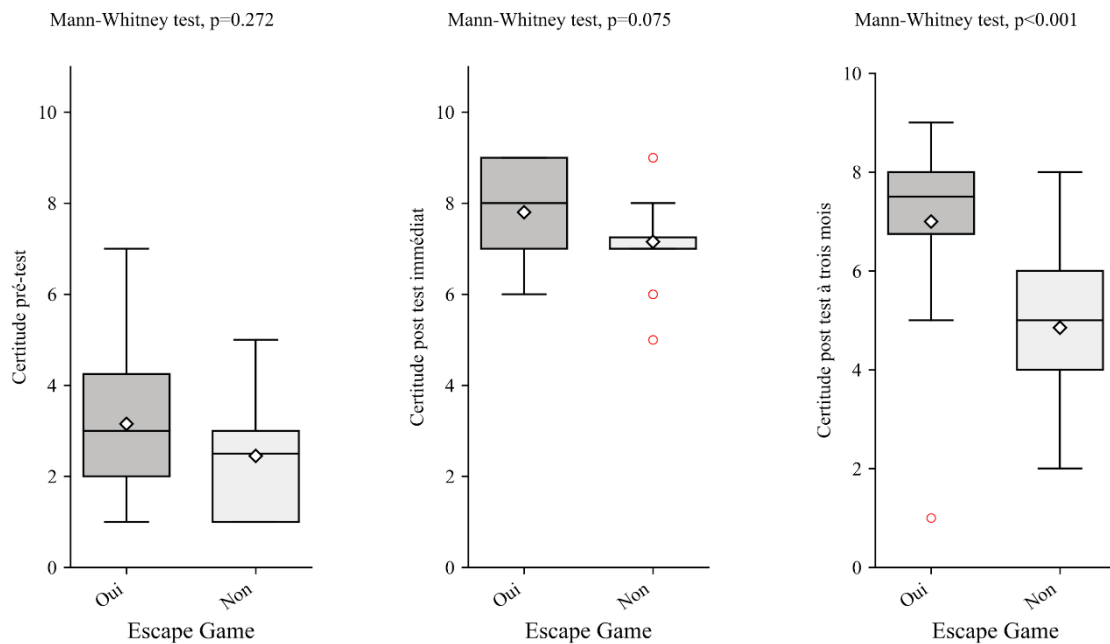 Mann-Whitney test, p=0.272
Certitude pré-test
10
8
6
4
2
0
Oui
Non
Escape Game
Mann-Whitney test, p=0.075
Certitude post test immédiat
10
8
6
4
2
0
Oui
Non
Escape Game
Mann-Whitney test, p<0.001
Certitude post test à trois mois
10
8
6
4
2
0
Oui
Non
Escape Game